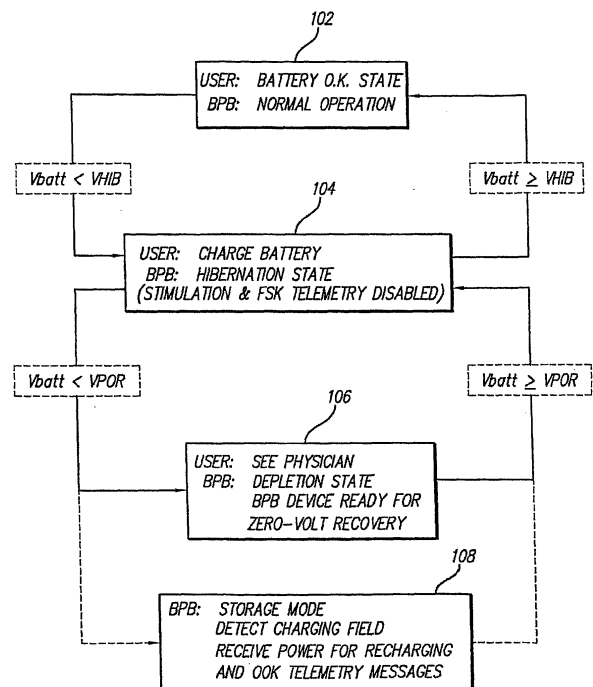 102
USER: BATTERY O.K. STATE
BPB: NORMAL OPERATION
Vbatt < VHIB
Vbatt ≥ VHIB
104
USER: CHARGE BATTERY
BPB: HIBERNATION STATE
(STIMULATION & FSK TELEMETRY DISABLED)
Vbatt < VPOR
Vbatt ≥ VPOR
106
USER: SEE PHYSICIAN
BPB: DEPLETION STATE
BPB DEVICE READY FOR
ZERO-VOLT RECOVERY
108
BPB: STORAGE MODE
DETECT CHARGING FIELD
RECEIVE POWER FOR RECHARGING
AND OOK TELEMETRY MESSAGES